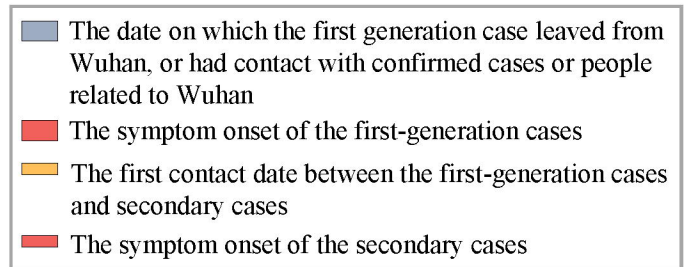 The date on which the first generation case leaved from
Wuhan, or had contact with confirmed cases or people
related to Wuhan
The symptom onset of the first-generation cases
The first contact date between the first-generation cases
and secondary cases
The symptom onset of the secondary cases